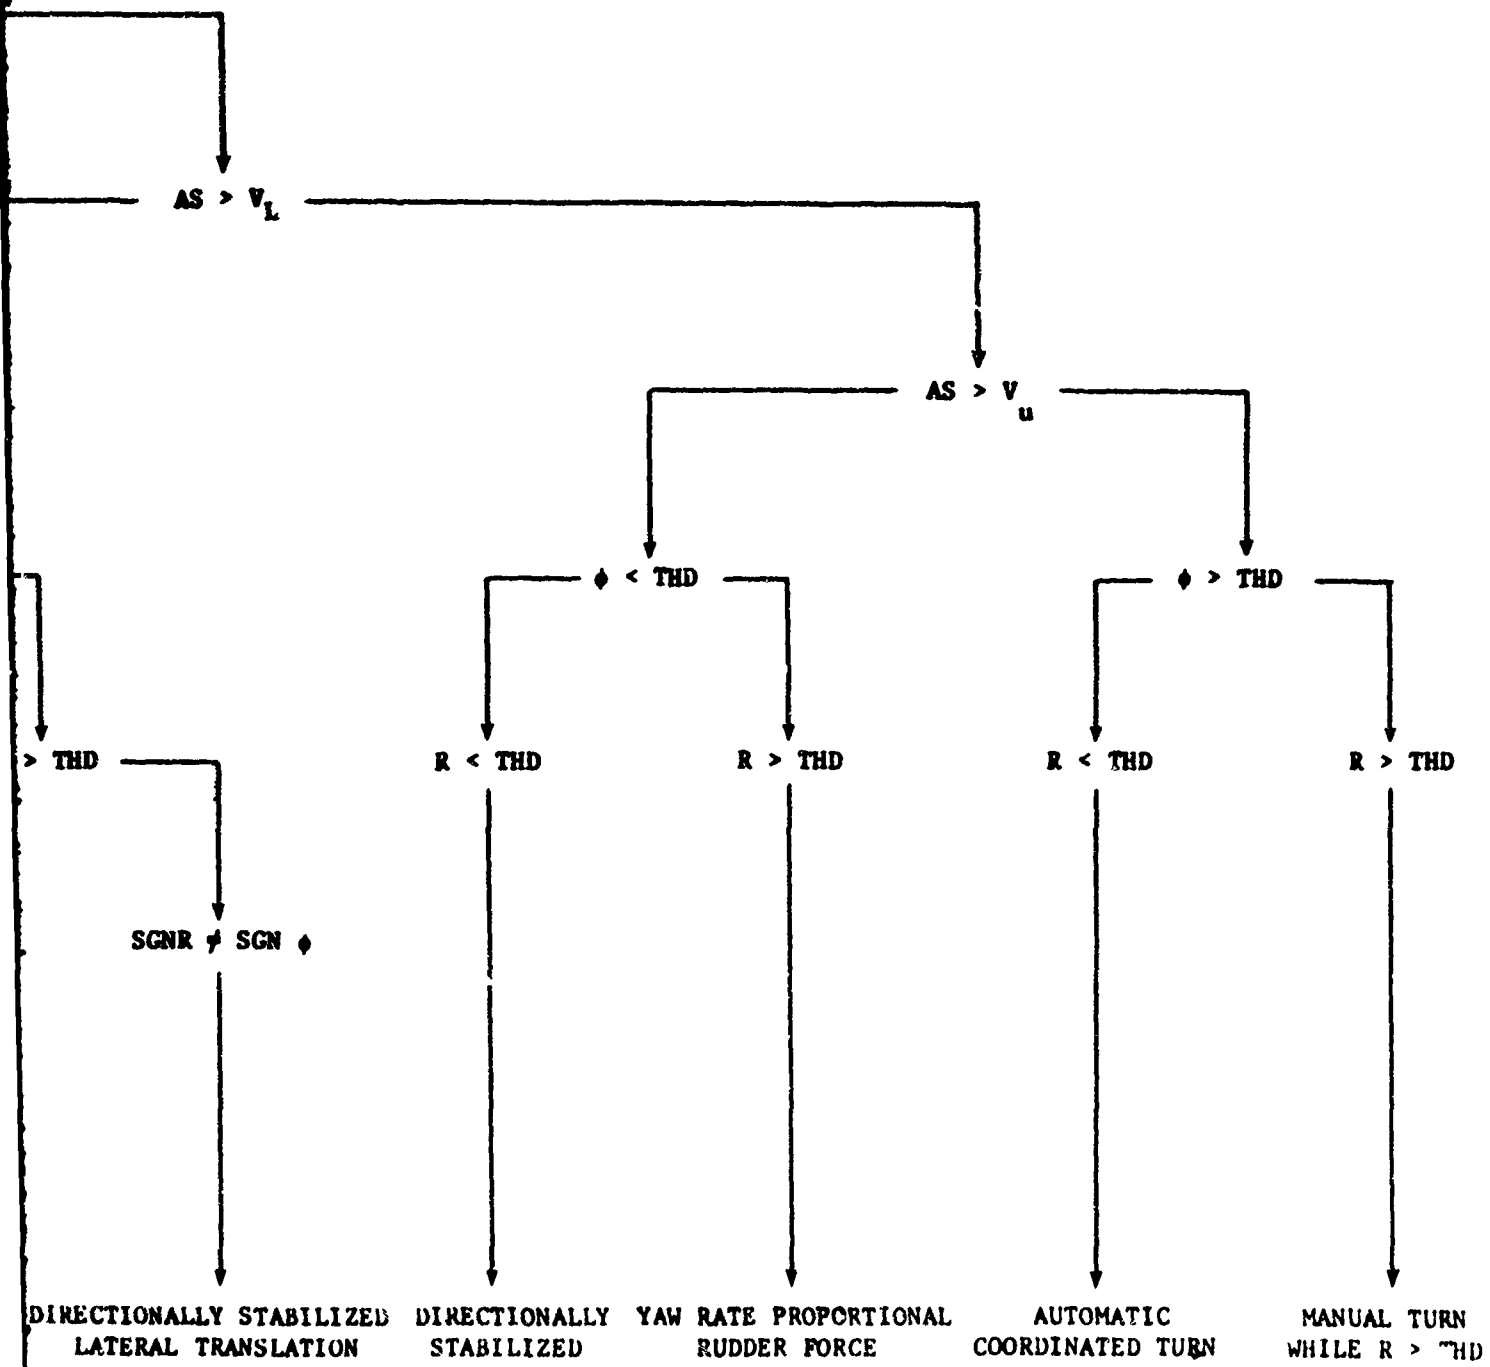 AS > V_L
AS > V_u
ϕ < THD
ϕ > THD
> THD
R < THD
R > THD
R < THD
R > THD
SGNR ≠ SGN ϕ
DIRECTIONALLY STABILIZED
LATERAL TRANSLATION
DIRECTIONALLY
STABILIZED
YAW RATE PROPORTIONAL
RUDDER FORCE
AUTOMATIC
COORDINATED TURN
MANUAL TURN
WHILE R > THD